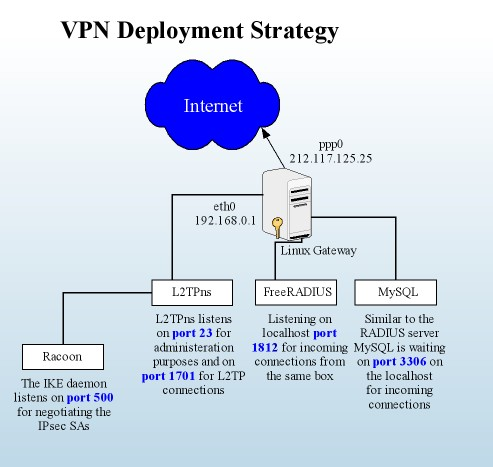 VPN Deployment Strategy
Internet
ppp0
212.117.125.25
eth0
192.168.0.1
Linux Gateway
L2TPns
FreeRADIUS
MySQL
L2TPns listens
on port 23 for
administeration
purposes and on
port 1701 for L2TP
connections
Listening on
localhost port
1812 for incoming
connections from
the same box
Similar to the
RADIUS server
MySQL is waiting
on port 3306 on
the localhost
for incoming
connections
Racoon
The IKE daemon
listens on port 500
for negotiating the
IPsec SAs